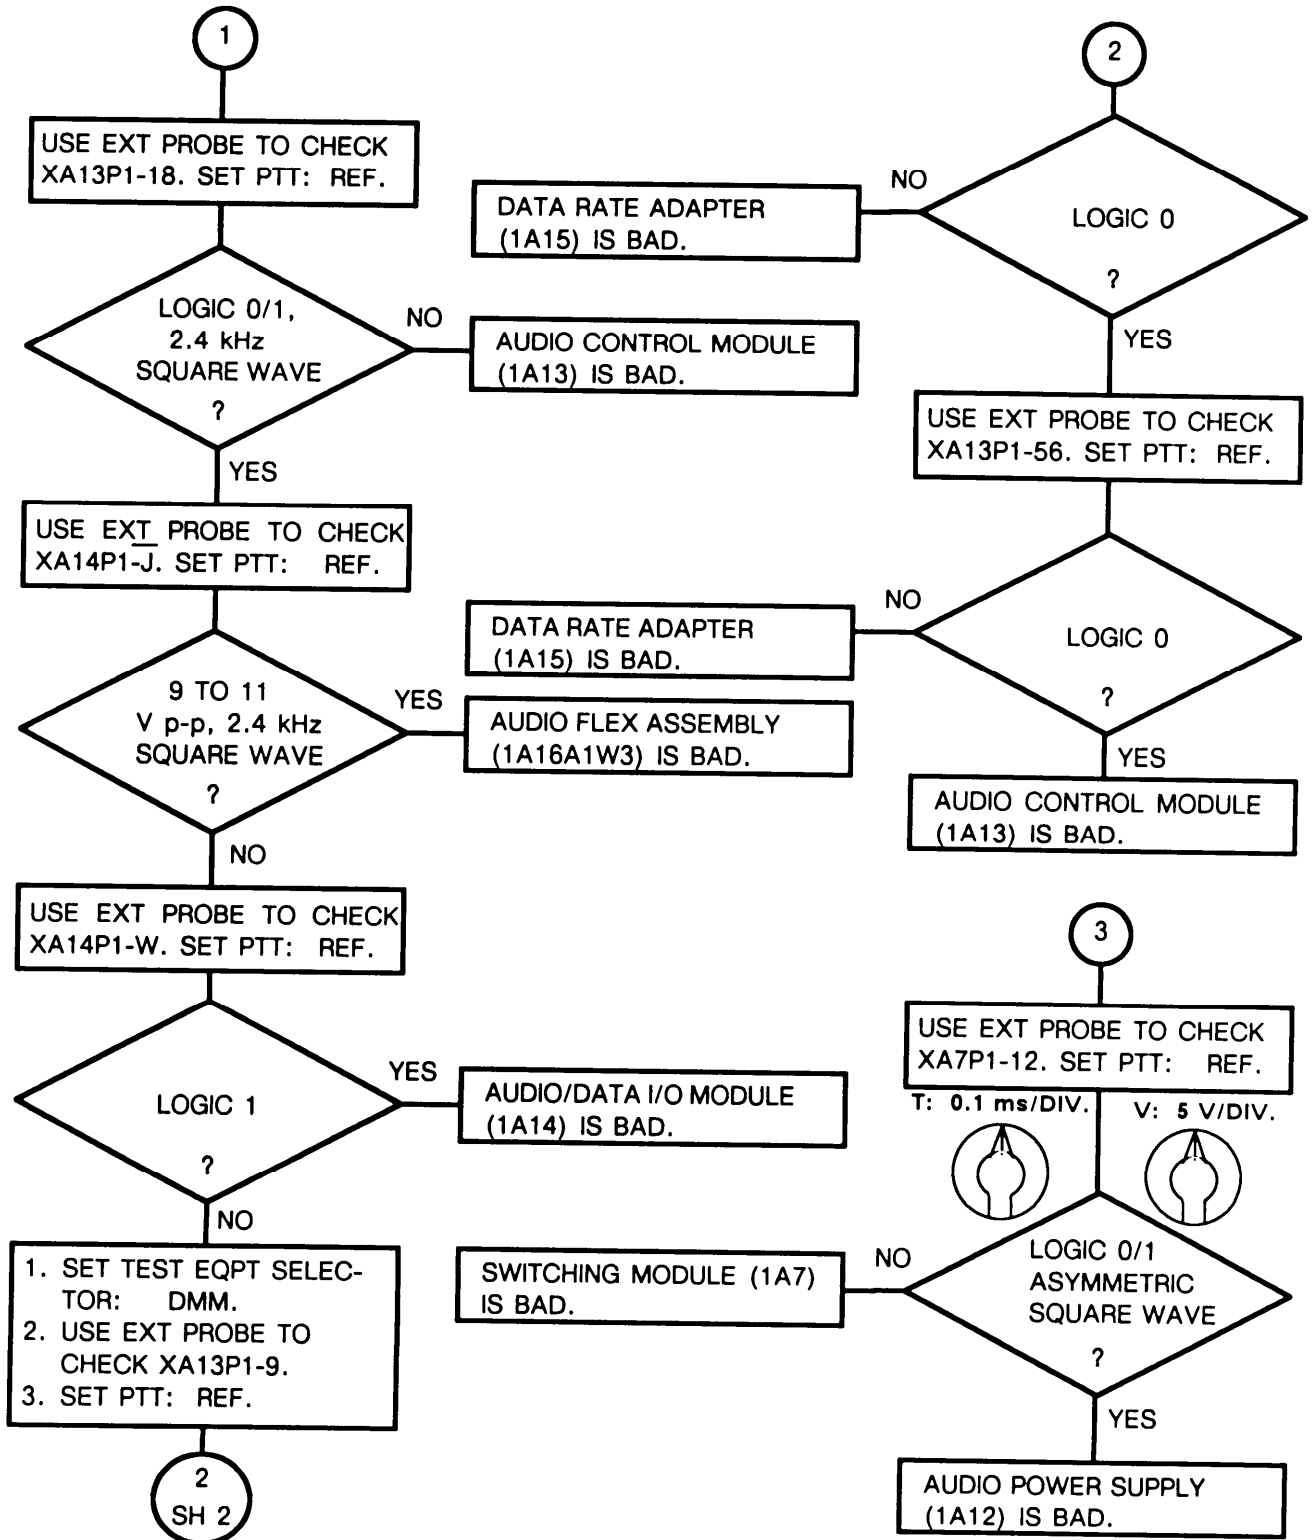 1
USE EXT PROBE TO CHECK
XA13P1-18. SET PTT: REF.
LOGIC 0/1,
2.4 kHz
SQUARE WAVE
?
NO
AUDIO CONTROL MODULE
(1A13) IS BAD.
YES
USE EXT PROBE TO CHECK
XA14P1-J̅. SET PTT: REF.
9 TO 11
V p-p, 2.4 kHz
SQUARE WAVE
?
YES
AUDIO FLEX ASSEMBLY
(1A16A1W3) IS BAD.
NO
USE EXT PROBE TO CHECK
XA14P1-W. SET PTT: REF.
LOGIC 1
?
YES
AUDIO/DATA I/O MODULE
(1A14) IS BAD.
NO
1. SET TEST EQPT SELEC-
TOR: DMM.
2. USE EXT PROBE TO
CHECK XA13P1-9.
3. SET PTT: REF.
2
SH 2
2
LOGIC 0
?
NO
DATA RATE ADAPTER
(1A15) IS BAD.
YES
USE EXT PROBE TO CHECK
XA13P1-56. SET PTT: REF.
LOGIC 0
?
NO
DATA RATE ADAPTER
(1A15) IS BAD.
YES
AUDIO CONTROL MODULE
(1A13) IS BAD.
3
USE EXT PROBE TO CHECK
XA7P1-12. SET PTT: REF.
T: 0.1 ms/DIV. V: 5 V/DIV.
LOGIC 0/1
ASYMMETRIC
SQUARE WAVE
?
NO
SWITCHING MODULE (1A7)
IS BAD.
YES
AUDIO POWER SUPPLY
(1A12) IS BAD.